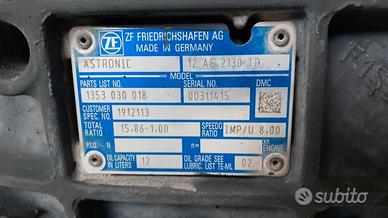 ZF FRIEDRICHSHAFEN AG
MADE IN GERMANY
ASTRONIC 12 AS 2130 TD
MODEL
PARTS LIST NO. SERIAL NO. DMC
1353 030 018 00311415
CUSTOMER SPEC. NO. 1912113
TOTAL RATIO 15.86-1.00 SPEEDO RATIO IMP/U 8.00
PTO N n= xn ENGINE
OIL CAPACITY IN LITERS 12 OIL GRADE SEE LUBRIC. LIST TE-ML 02
subito